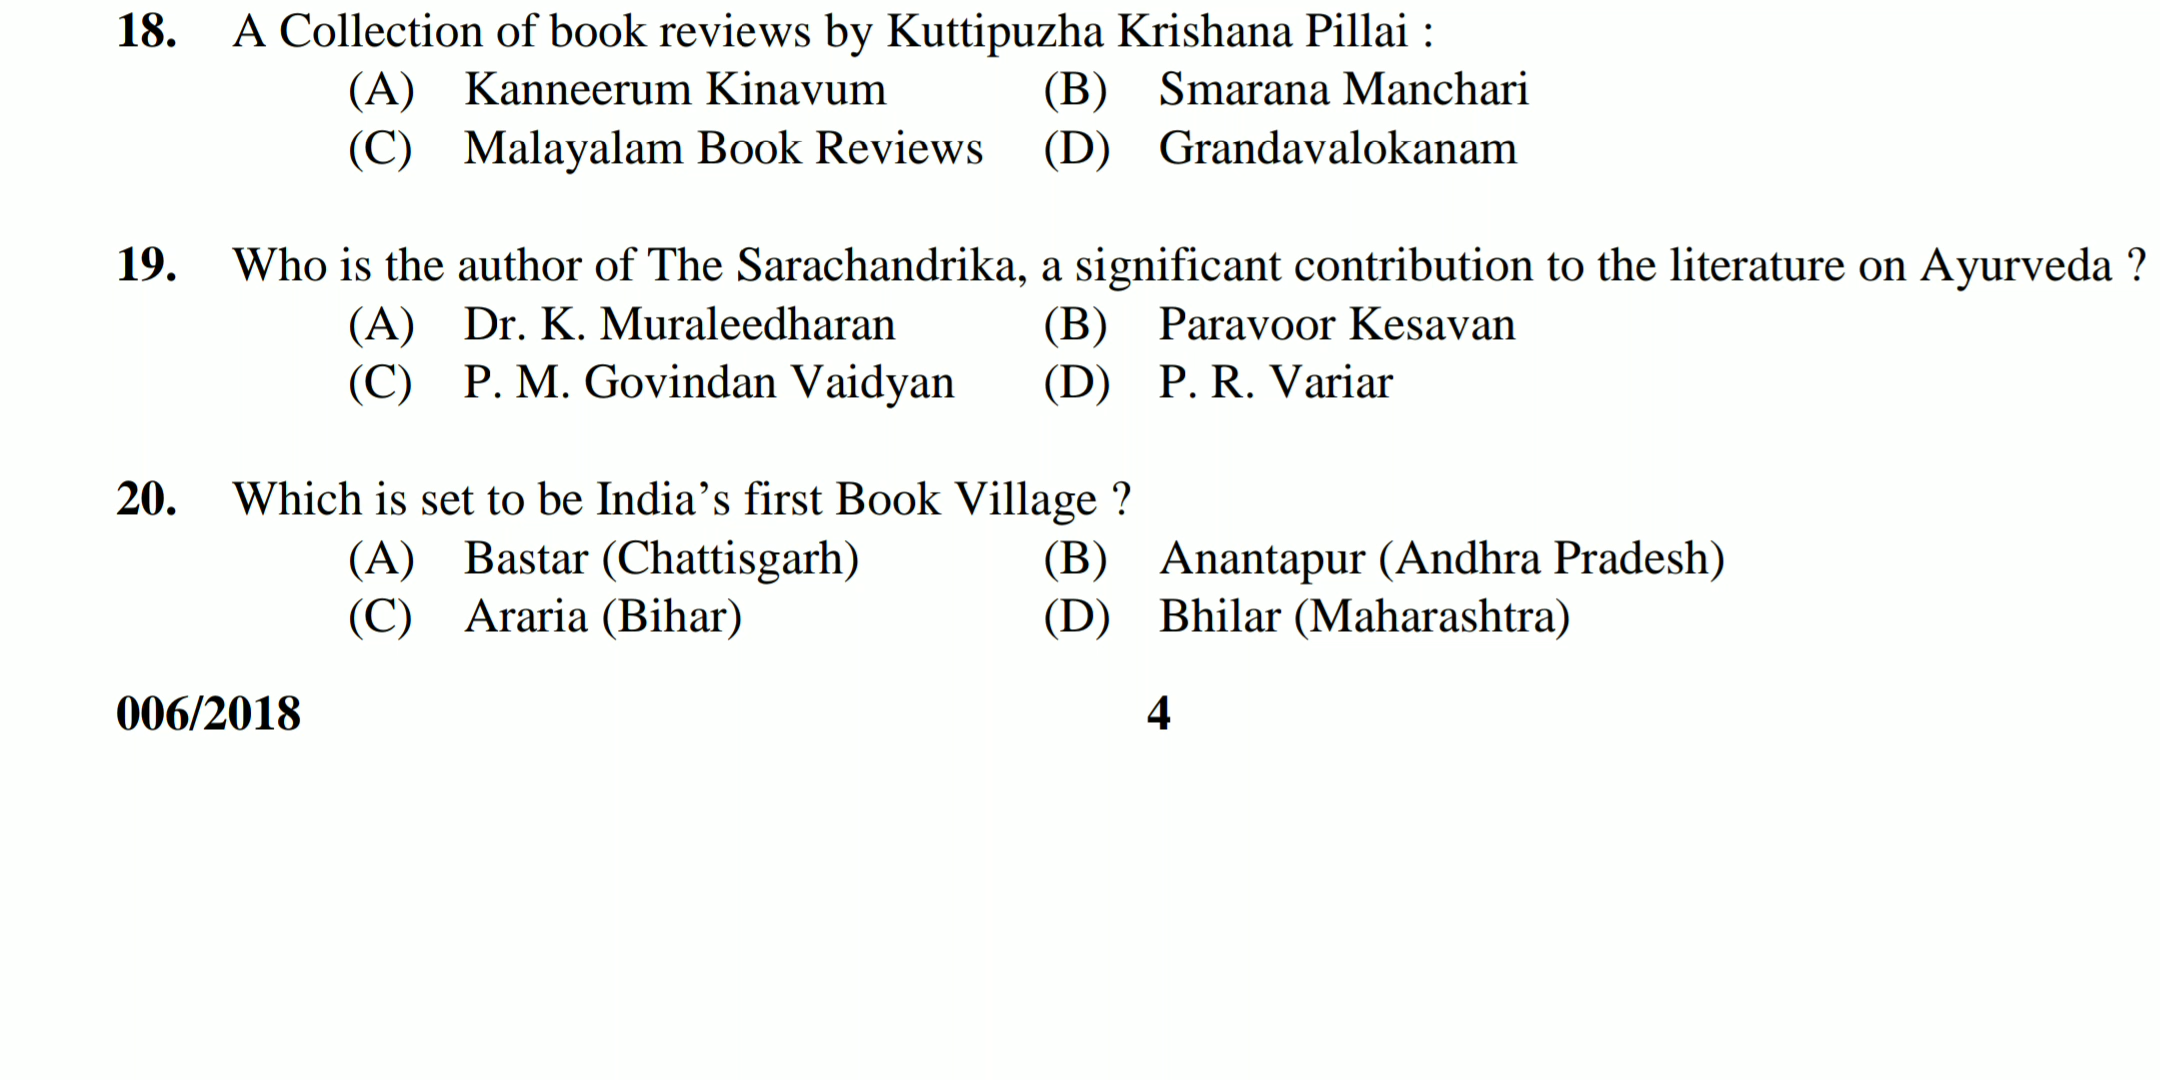 18. A Collection of book reviews by Kuttipuzha Krishana Pillai :
(A) Kanneerum Kinavum (B) Smarana Manchari
(C) Malayalam Book Reviews (D) Grandavalokanam
19. Who is the author of The Sarachandrika, a significant contribution to the literature on Ayurveda ?
(A) Dr. K. Muraleedharan (B) Paravoor Kesavan
(C) P. M. Govindan Vaidyan (D) P. R. Variar
20. Which is set to be India’s first Book Village ?
(A) Bastar (Chattisgarh) (B) Anantapur (Andhra Pradesh)
(C) Araria (Bihar) (D) Bhilar (Maharashtra)
006/2018 4